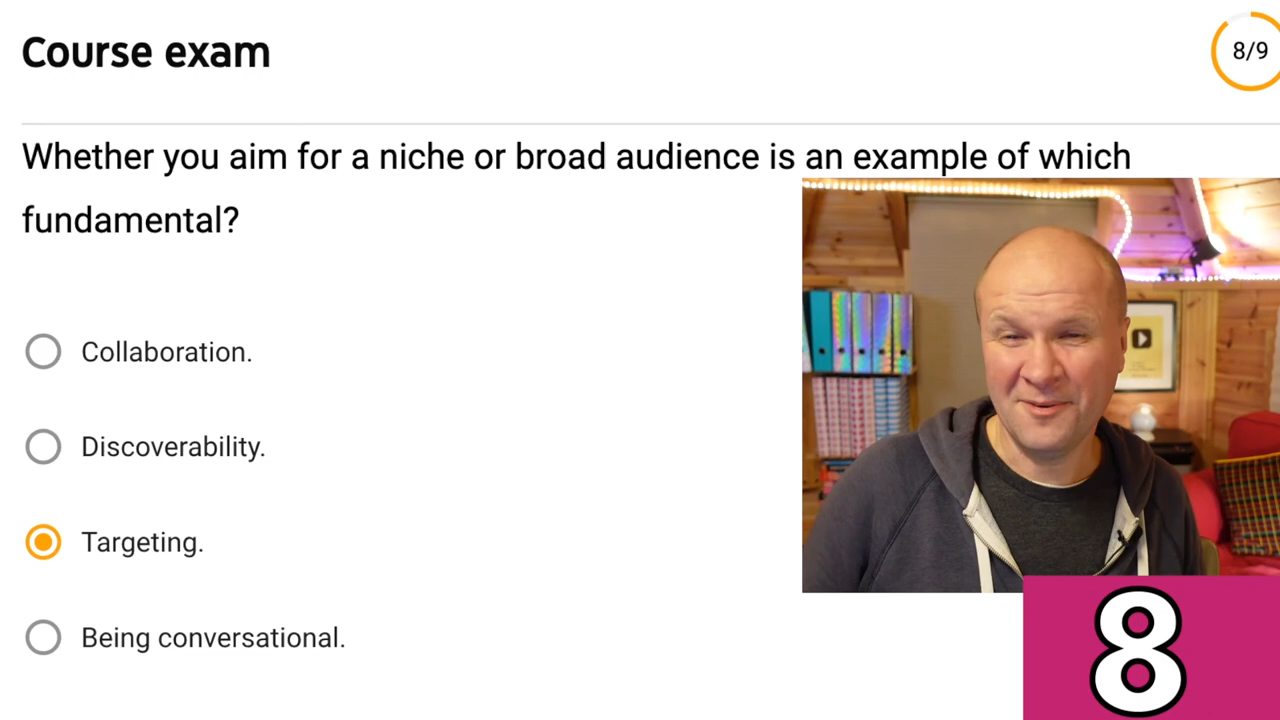 Course exam
8/9
Whether you aim for a niche or broad audience is an example of which
fundamental?
Collaboration.
Discoverability.
Targeting.
Being conversational.
8